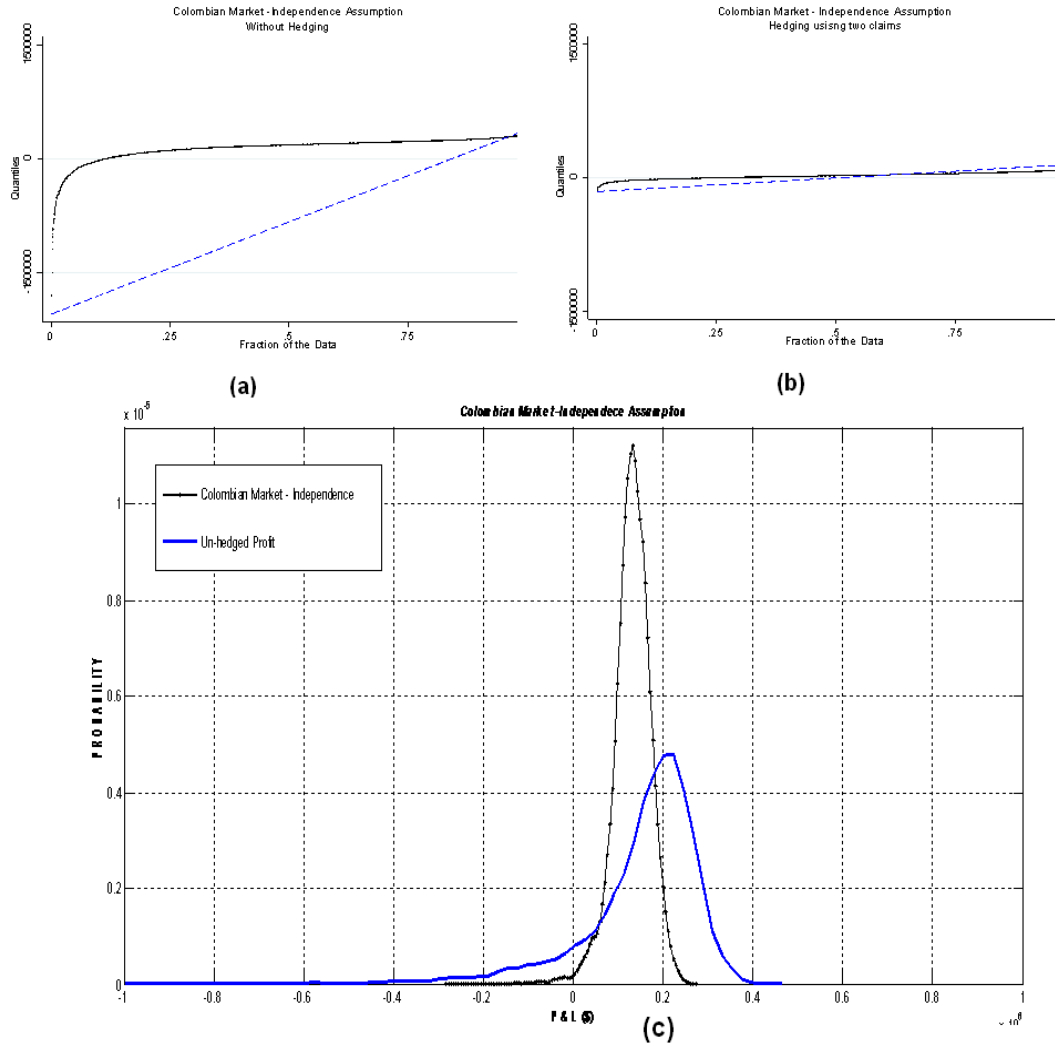 Colombian Market - Independence Assumption
Without Hedging
1500000
0
-1500000
Quantiles
0
.25
.5
.75
Fraction of the Data
(a)
Colombian Market - Independence Assumption
Hedging usisng two claims
1500000
0
-1500000
Quantiles
0
.25
.5
.75
Fraction of the Data
(b)
x 10
-5
Colombian Market-Independece Assumption
Colombian Market - Independence
Un-hedged Profit
1
0.8
0.6
0.4
0.2
0
PROBABILITY
-1
-0.8
-0.6
-0.4
-0.2
0
0.2
0.4
0.6
0.8
1
P & L ($)
(c)